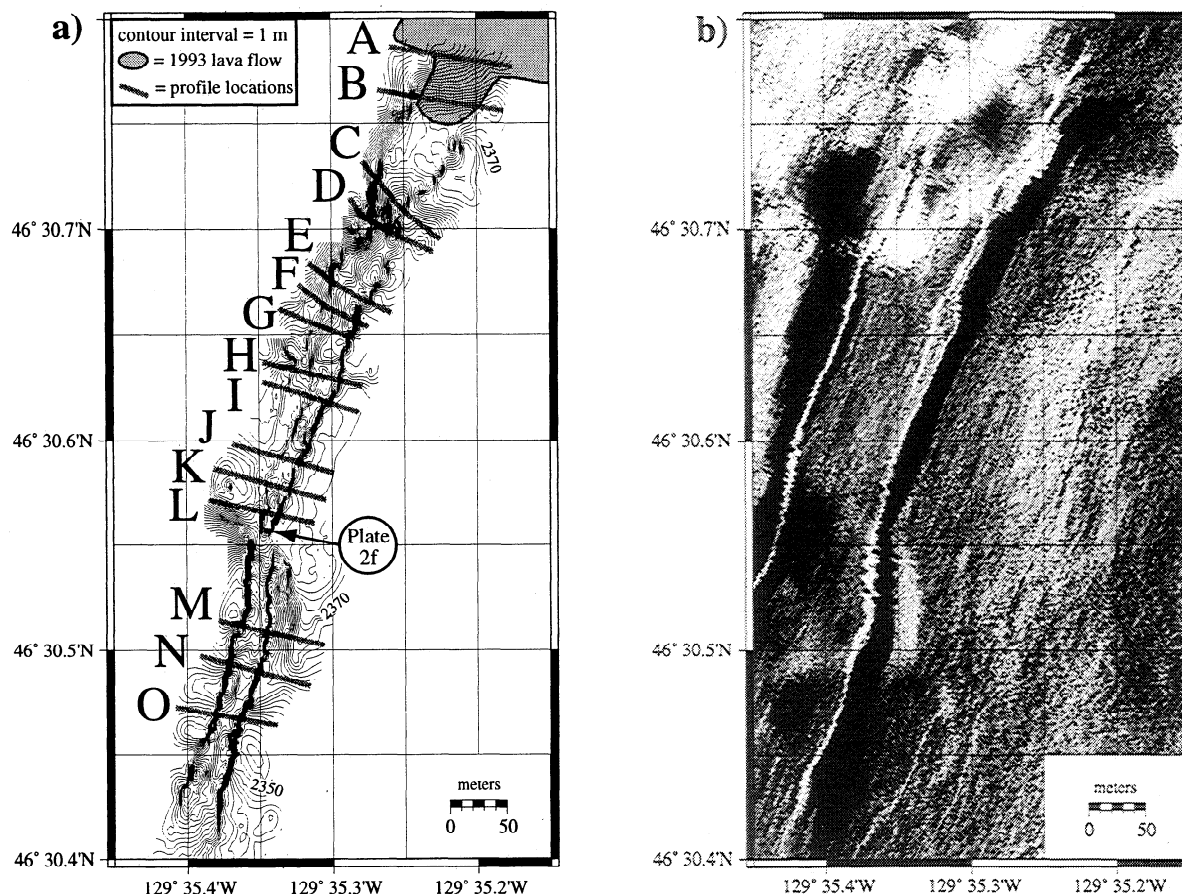 a)
contour interval = 1 m
= 1993 lava flow
= profile locations
A
B
C
D
E
F
G
H
I
J
K
L
M
N
O
2370
2370
2350
Plate
2f
meters
0 50
46° 30.7'N
46° 30.6'N
46° 30.5'N
46° 30.4'N
129° 35.4'W 129° 35.3'W 129° 35.2'W
b)
46° 30.7'N
46° 30.6'N
46° 30.5'N
46° 30.4'N
meters
0 50
129° 35.4'W 129° 35.3'W 129° 35.2'W